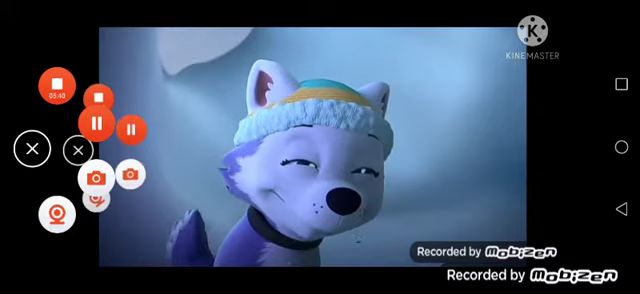 K
KINEMASTER
05:40
Recorded by Mobizen
Recorded by Mobizen